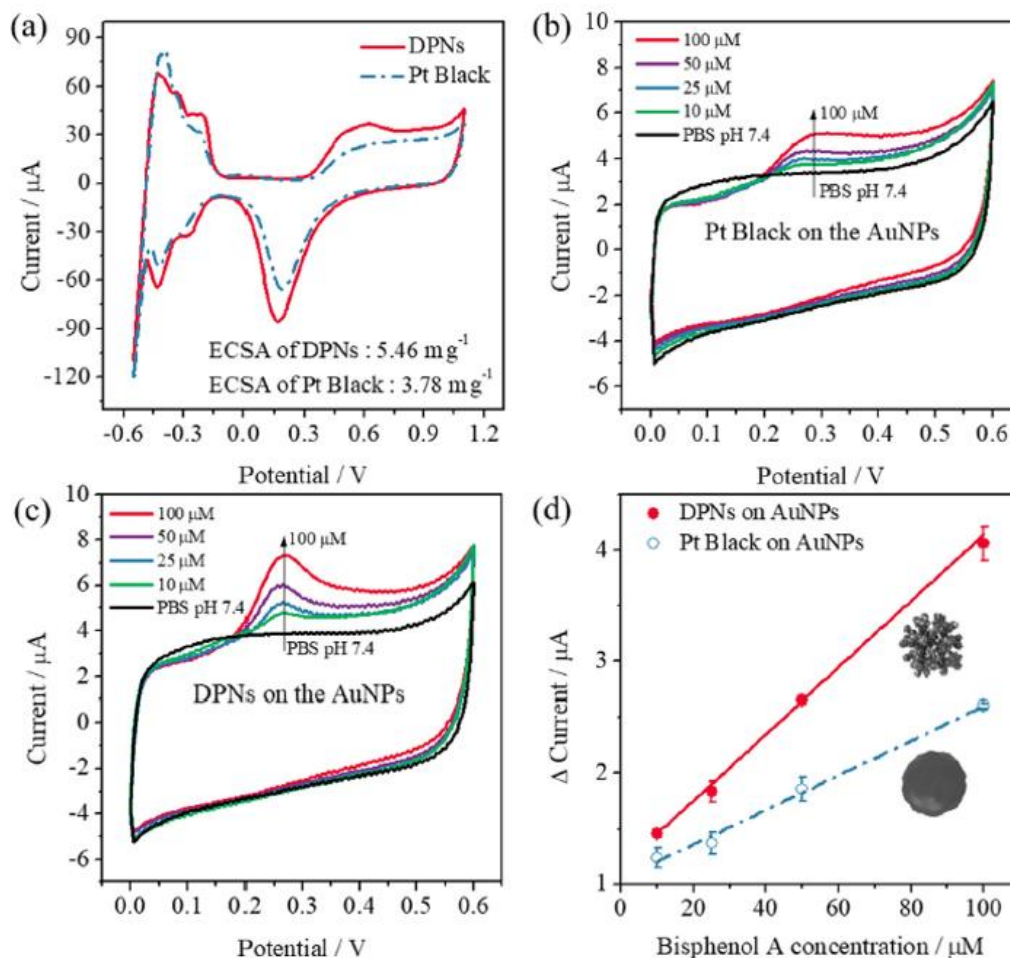 (a)
90
60
30
0
-30
-60
-90
-120
Current / μA
DPNs
Pt Black
ECSA of DPNs : 5.46 mg-1
ECSA of Pt Black : 3.78 mg-1
-0.6 -0.3 0.0 0.3 0.6 0.9 1.2
Potential / V
(b)
8
6
4
2
0
-2
-4
-6
Current / μA
100 μM
50 μM
25 μM
10 μM
PBS pH 7.4
100 μM
PBS pH 7.4
Pt Black on the AuNPs
0.0 0.1 0.2 0.3 0.4 0.5 0.6
Potential / V
(c)
10
8
6
4
2
0
-2
-4
-6
Current / μA
100 μM
50 μM
25 μM
10 μM
PBS pH 7.4
100 μM
PBS pH 7.4
DPNs on the AuNPs
0.0 0.1 0.2 0.3 0.4 0.5 0.6
Potential / V
(d)
4
3
2
1
Δ Current / μA
DPNs on AuNPs
Pt Black on AuNPs
0 20 40 60 80 100
Bisphenol A concentration / μM